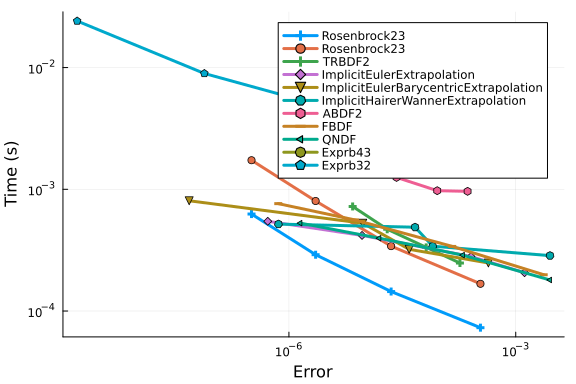 Time (s)
10⁻²
10⁻³
10⁻⁴
Rosenbrock23
Rosenbrock23
TRBDF2
ImplicitEulerExtrapolation
ImplicitEulerBarycentricExtrapolation
ImplicitHairerWannerExtrapolation
ABDF2
FBDF
QNDF
Exprb43
Exprb32
10⁻⁶
10⁻³
Error